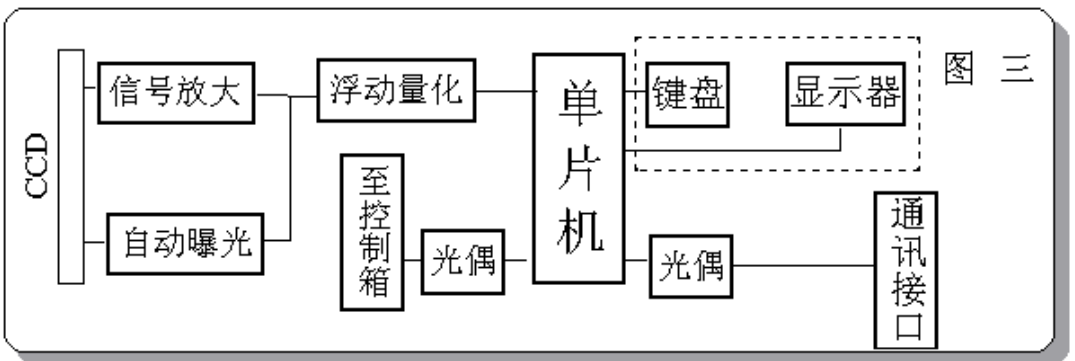 图 三
CCD
信号放大
浮动量化
单片机
键盘
显示器
自动曝光
至控制箱
光偶
光偶
通讯接口